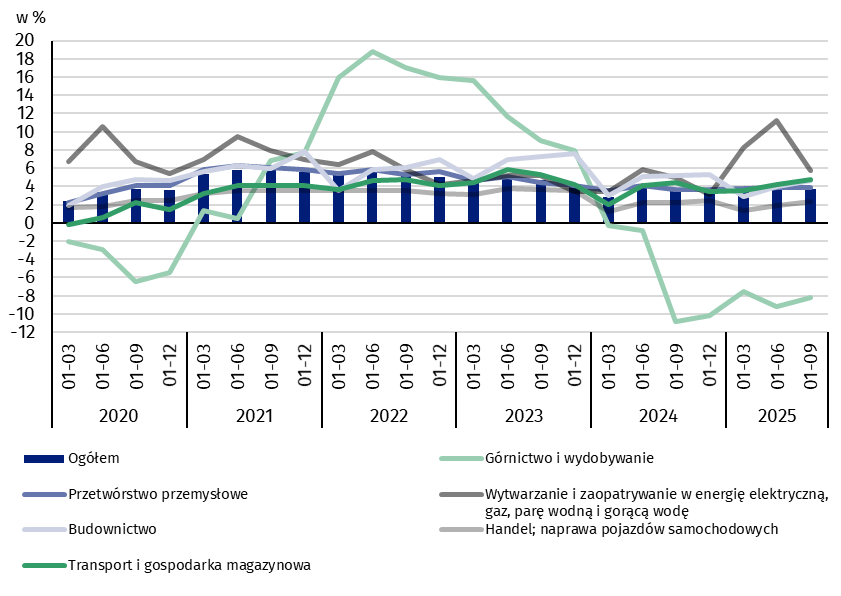 w %
20
18
16
14
12
10
8
6
4
2
0
-2
-4
-6
-8
-10
-12
01-03 01-06 01-09 01-12 01-03 01-06 01-09 01-12 01-03 01-06 01-09 01-12 01-03 01-06 01-09 01-12 01-03 01-06 01-09 01-12 01-03 01-06 01-09
2020 2021 2022 2023 2024 2025
Ogółem
Górnictwo i wydobywanie
Przetwórstwo przemysłowe
Wytwarzanie i zaopatrywanie w energię elektryczną,
gaz, parę wodną i gorącą wodę
Budownictwo
Handel; naprawa pojazdów samochodowych
Transport i gospodarka magazynowa